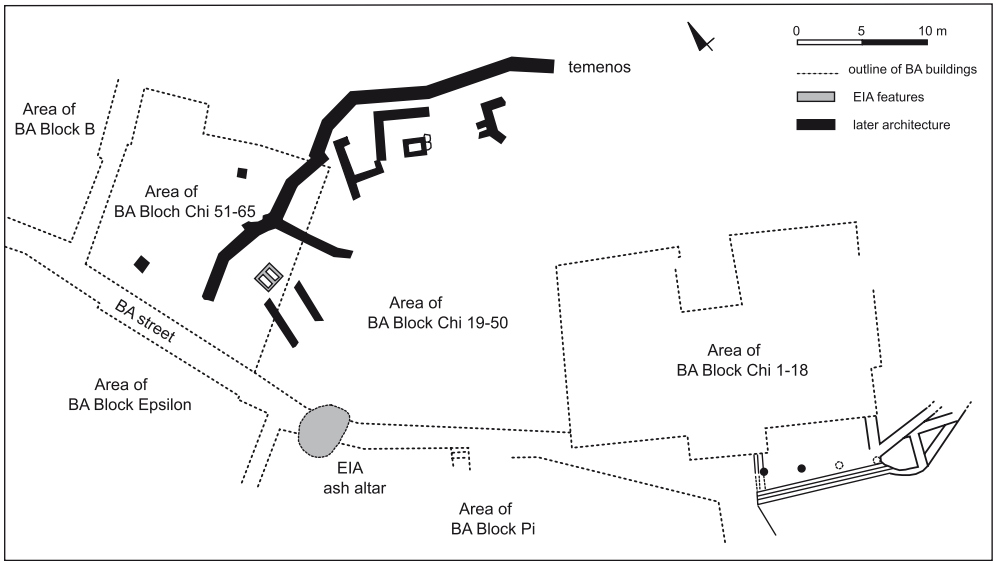 0 5 10 m
temenos
outline of BA buildings
EIA features
later architecture
Area of
BA Block B
Area of
BA Bloch Chi 51-65
BA street
Area of
BA Block Chi 19-50
Area of
BA Block Chi 1-18
Area of
BA Block Epsilon
EIA
ash altar
Area of
BA Block Pi